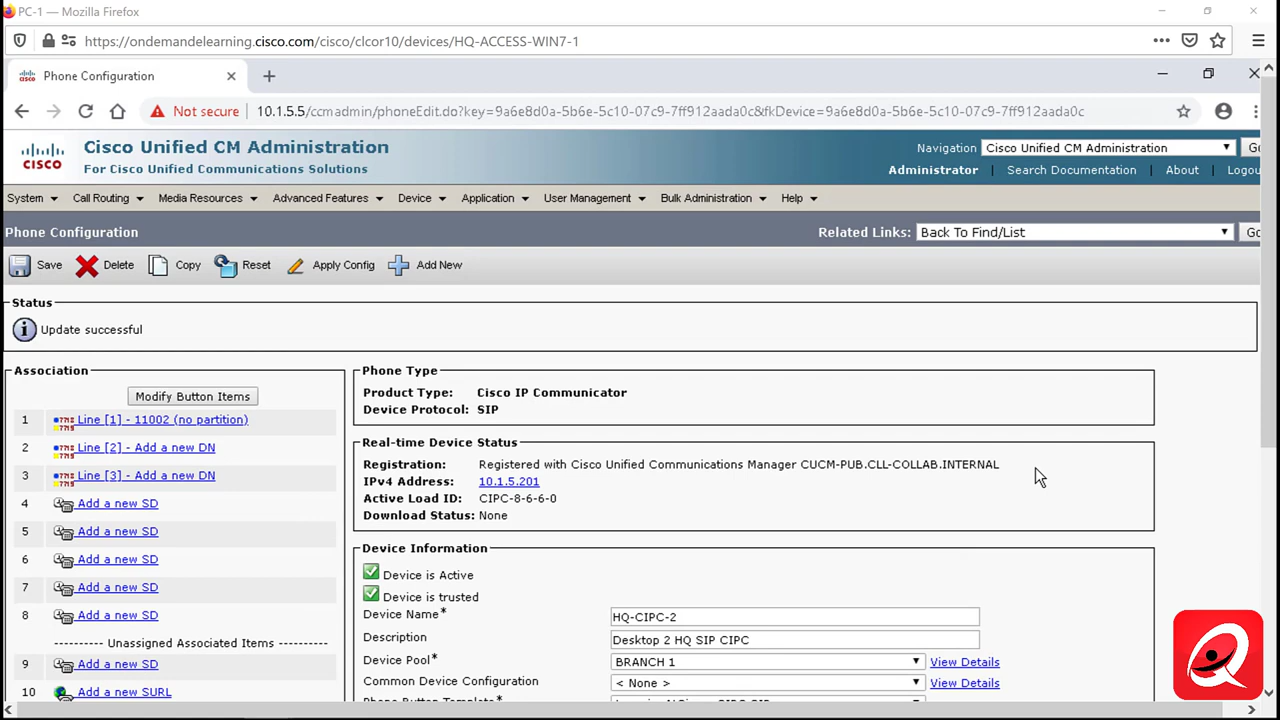 PC-1 — Mozilla Firefox
https://ondemandelearning.cisco.com/cisco/clcor10/devices/HQ-ACCESS-WIN7-1
Phone Configuration
Not secure 10.1.5.5/ccmadmin/phoneEdit.do?key=9a6e8d0a-5b6e-5c10-07c9-7ff912aada0c&fkDevice=9a6e8d0a-5b6e-5c10-07c9-7ff912aada0c
CISCO
Cisco Unified CM Administration
For Cisco Unified Communications Solutions
Navigation Cisco Unified CM Administration Go
Administrator | Search Documentation | About | Logou
System Call Routing Media Resources Advanced Features Device Application User Management Bulk Administration Help
Phone Configuration
Related Links: Back To Find/List Go
Save Delete Copy Reset Apply Config Add New
Status
Update successful
Association
Modify Button Items
1 Line [1] - 11002 (no partition)
2 Line [2] - Add a new DN
3 Line [3] - Add a new DN
4 Add a new SD
5 Add a new SD
6 Add a new SD
7 Add a new SD
8 Add a new SD
---------- Unassigned Associated Items ----------
9 Add a new SD
10 Add a new SURL
Phone Type
Product Type: Cisco IP Communicator
Device Protocol: SIP
Real-time Device Status
Registration: Registered with Cisco Unified Communications Manager CUCM-PUB.CLL-COLLAB.INTERNAL
IPv4 Address: 10.1.5.201
Active Load ID: CIPC-8-6-6-0
Download Status: None
Device Information
Device is Active
Device is trusted
Device Name* HQ-CIPC-2
Description Desktop 2 HQ SIP CIPC
Device Pool* BRANCH 1 View Details
Common Device Configuration < None > View Details
Phone Button Template*